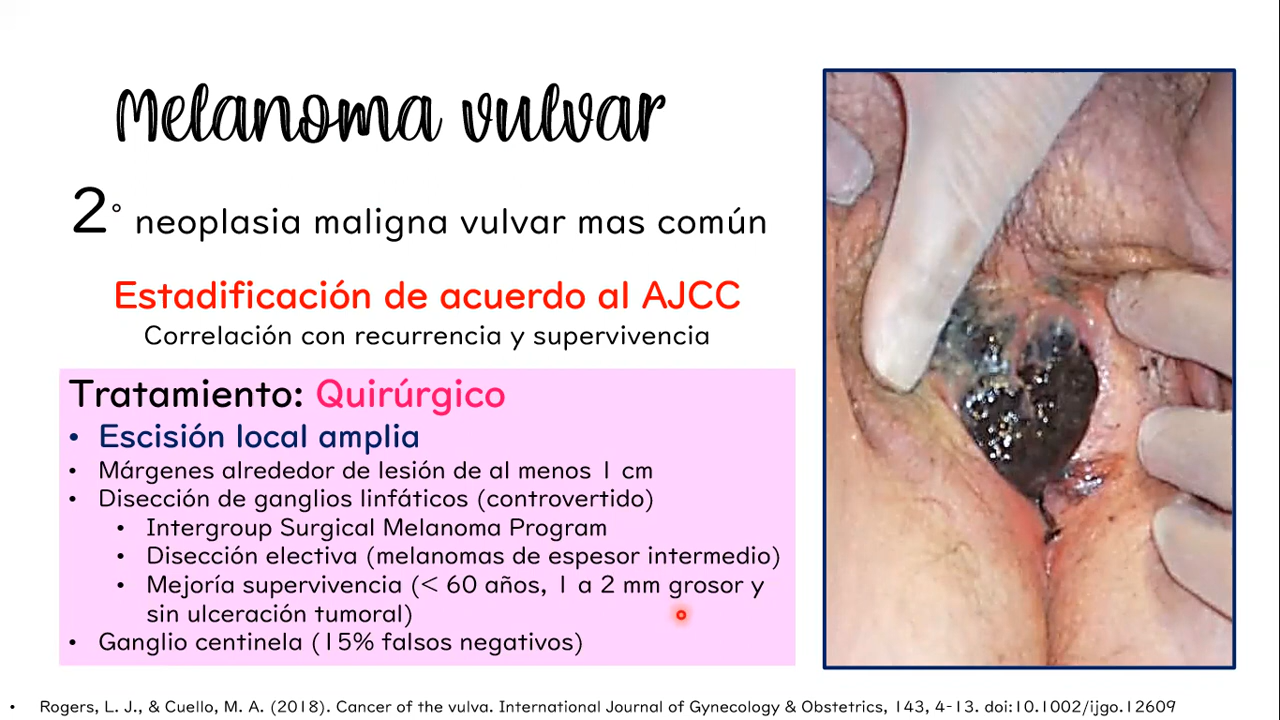 Melanoma vulvar
2° neoplasia maligna vulvar mas común
Estadificación de acuerdo al AJCC
Correlación con recurrencia y supervivencia
Tratamiento: Quirúrgico
• Escisión local amplia
• Márgenes alrededor de lesión de al menos 1 cm
• Disección de ganglios linfáticos (controvertido)
• Intergroup Surgical Melanoma Program
• Disección electiva (melanomas de espesor intermedio)
• Mejoría supervivencia (< 60 años, 1 a 2 mm grosor y
sin ulceración tumoral)
• Ganglio centinela (15% falsos negativos)
• Rogers, L. J., & Cuello, M. A. (2018). Cancer of the vulva. International Journal of Gynecology & Obstetrics, 143, 4-13. doi:10.1002/ijgo.12609